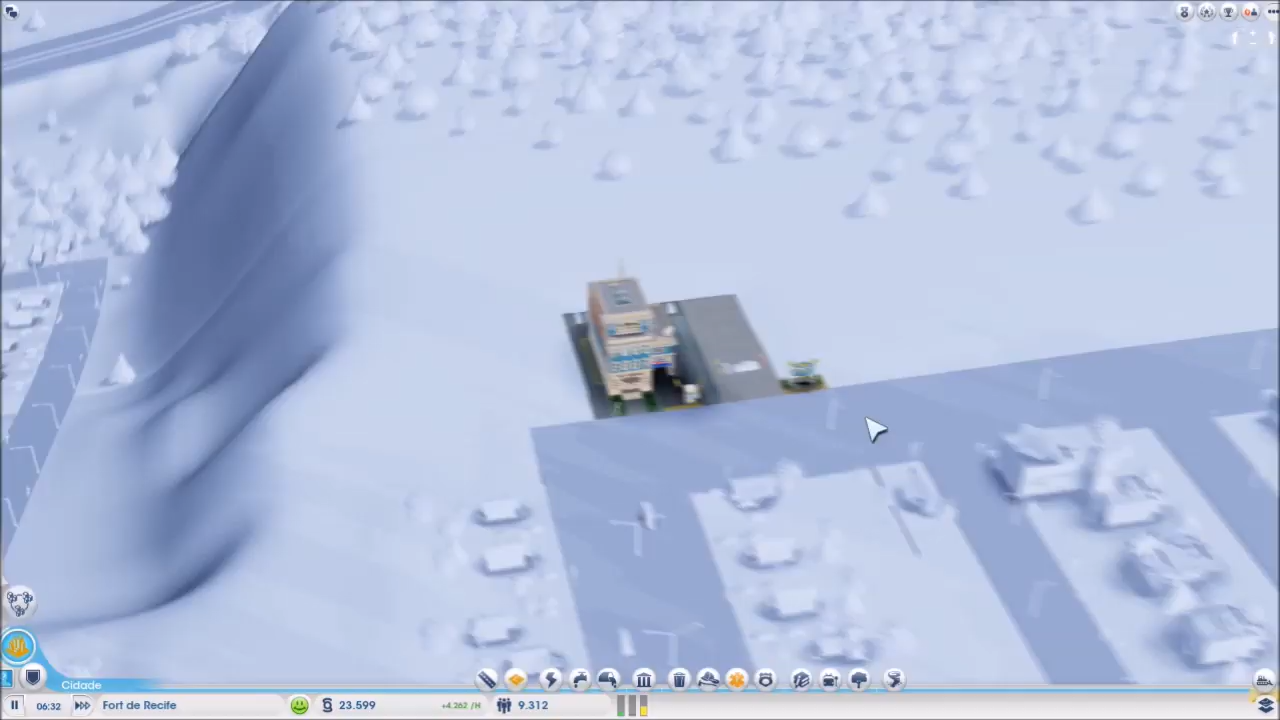 Cidade
06:32
Fort de Recife
23.599
+4.262 /H
9.312